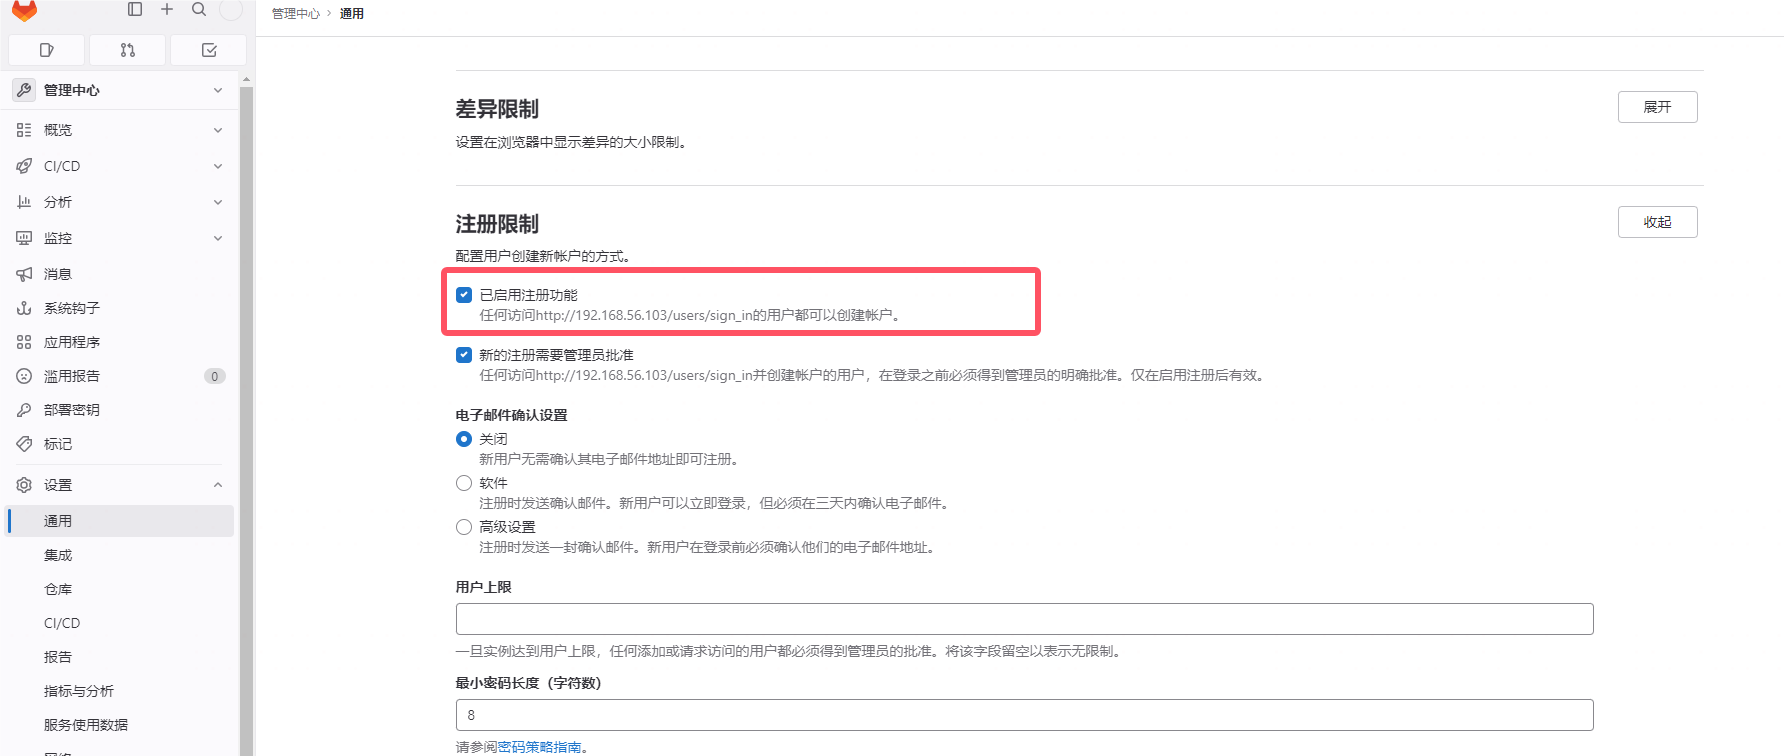 管理中心 › 通用
管理中心
概览
CI/CD
分析
监控
消息
系统钩子
应用程序
滥用报告 0
部署密钥
标记
设置
通用
集成
仓库
CI/CD
报告
指标与分析
服务使用数据
差异限制
展开
设置在浏览器中显示差异的大小限制。
注册限制
收起
配置用户创建新帐户的方式。
已启用注册功能
任何访问http://192.168.56.103/users/sign_in的用户都可以创建帐户。
新的注册需要管理员批准
任何访问http://192.168.56.103/users/sign_in并创建帐户的用户，在登录之前必须得到管理员的明确批准。仅在启用注册后有效。
电子邮件确认设置
关闭
新用户无需确认其电子邮件地址即可注册。
软件
注册时发送确认邮件。新用户可以立即登录，但必须在三天内确认电子邮件。
高级设置
注册时发送一封确认邮件。新用户在登录前必须确认他们的电子邮件地址。
用户上限
一旦实例达到用户上限，任何添加或请求访问的用户都必须得到管理员的批准。将该字段留空以表示无限制。
最小密码长度（字符数）
8
请参阅密码策略指南。